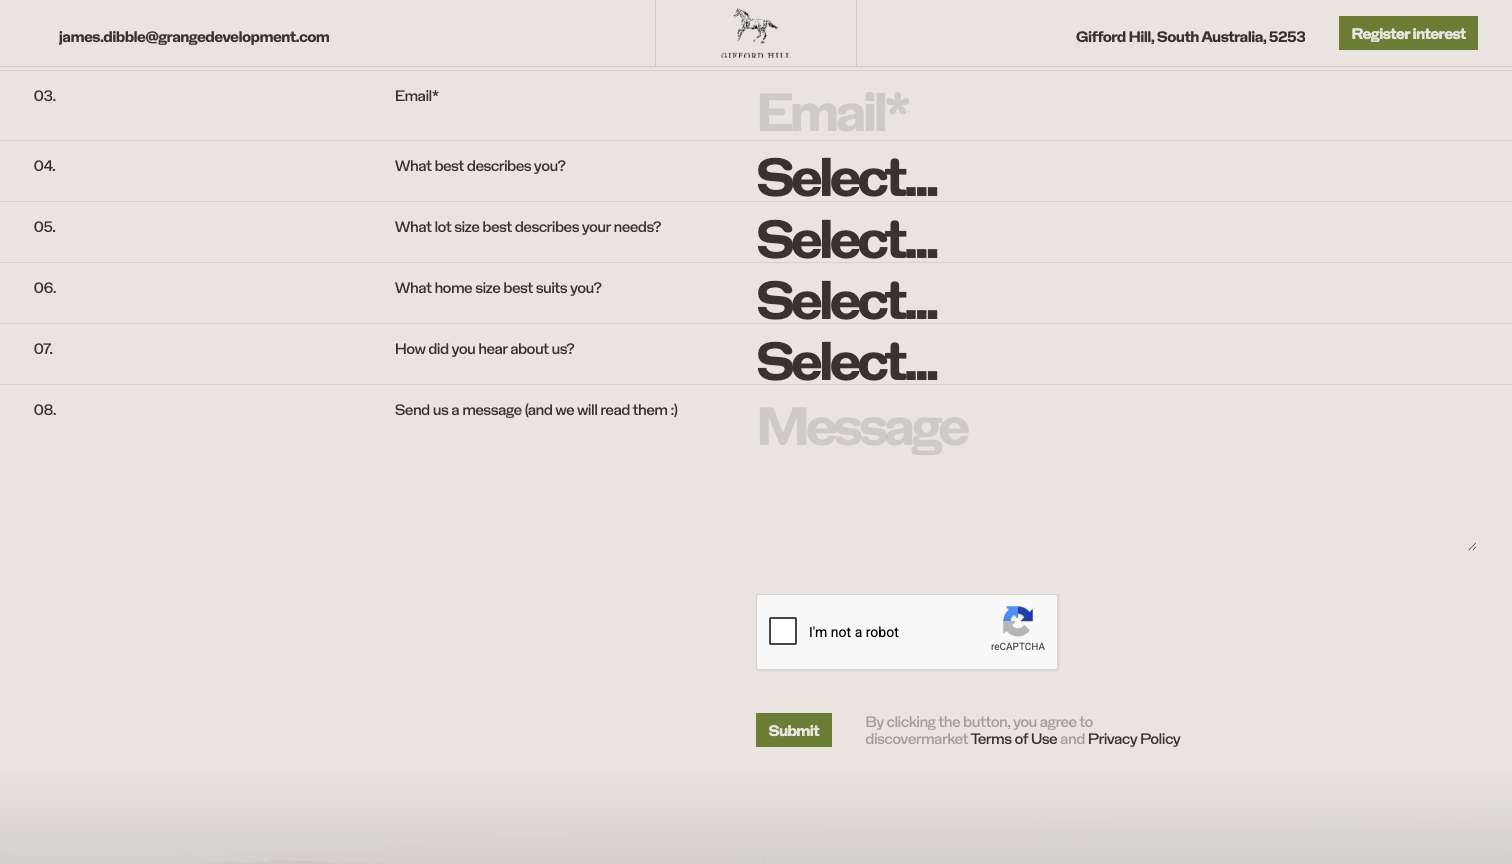 james.dibble@grangedevelopment.com
GIFFORD HILL
Gifford Hill, South Australia, 5253
Register interest
03.
Email*
Email*
04.
What best describes you?
Select...
05.
What lot size best describes your needs?
Select...
06.
What home size best suits you?
Select...
07.
How did you hear about us?
Select...
08.
Send us a message (and we will read them :)
Message
I'm not a robot
reCAPTCHA
Submit
By clicking the button, you agree to
discovermarket Terms of Use and Privacy Policy